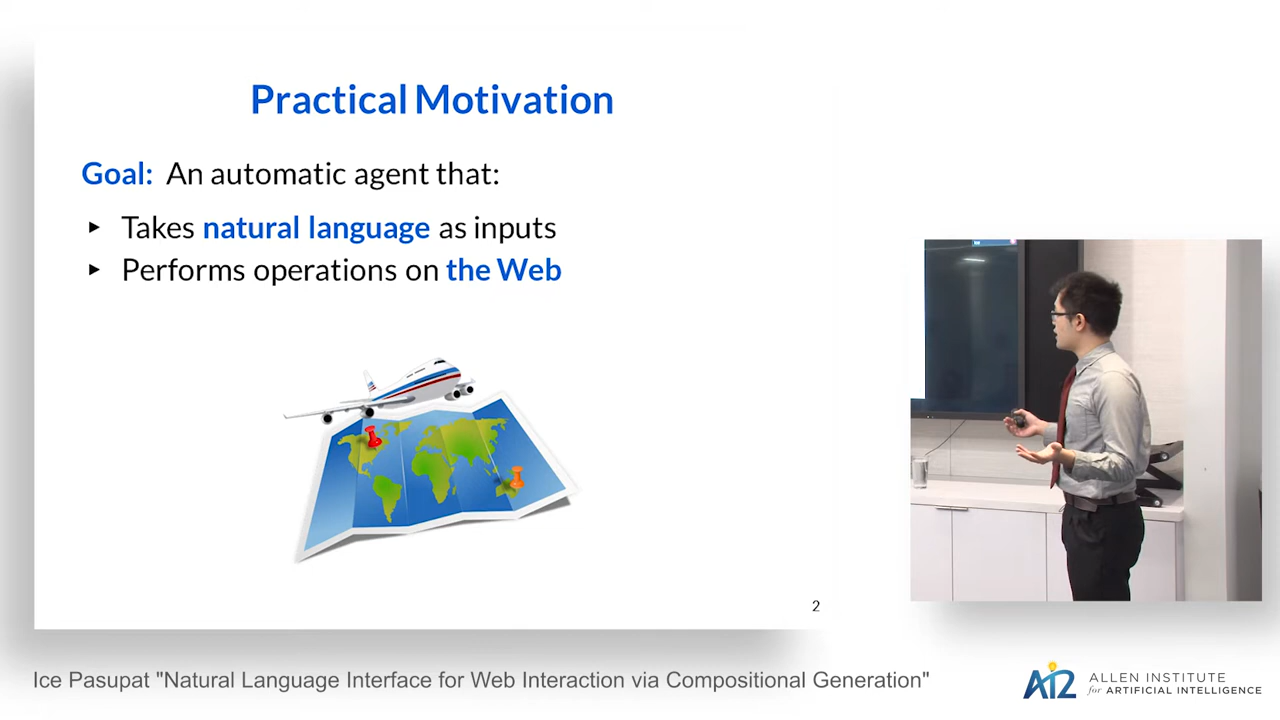 Practical Motivation
Goal: An automatic agent that:
▸ Takes natural language as inputs
▸ Performs operations on the Web
2
Ice Pasupat "Natural Language Interface for Web Interaction via Compositional Generation"
AI2
ALLEN INSTITUTE
for ARTIFICIAL INTELLIGENCE